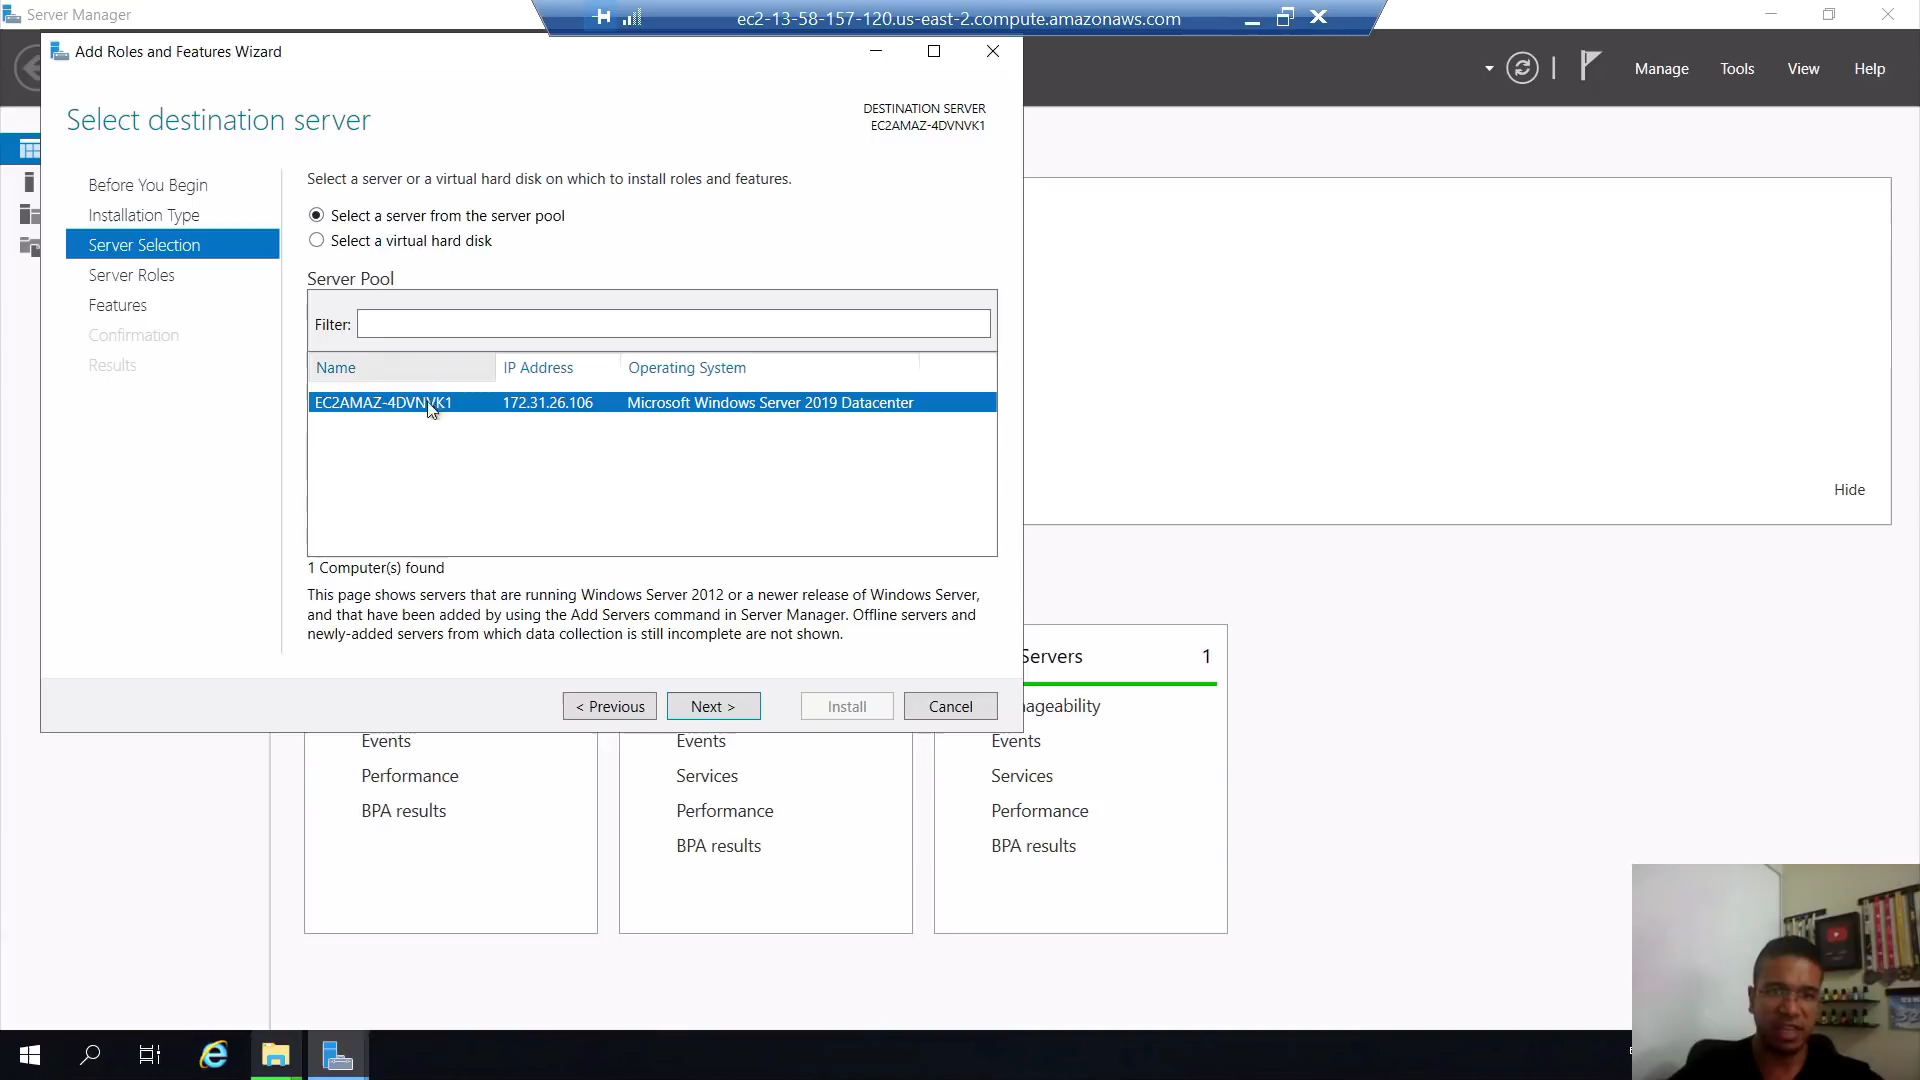 Server Manager
ec2-13-58-157-120.us-east-2.compute.amazonaws.com
Manage
Tools
View
Help
Add Roles and Features Wizard
Select destination server
DESTINATION SERVER
EC2AMAZ-4DVNVK1
Before You Begin
Installation Type
Server Selection
Server Roles
Features
Confirmation
Results
Select a server or a virtual hard disk on which to install roles and features.
Select a server from the server pool
Select a virtual hard disk
Server Pool
Filter:
Name IP Address Operating System
EC2AMAZ-4DVNVK1 172.31.26.106 Microsoft Windows Server 2019 Datacenter
1 Computer(s) found
This page shows servers that are running Windows Server 2012 or a newer release of Windows Server,
and that have been added by using the Add Servers command in Server Manager. Offline servers and
newly-added servers from which data collection is still incomplete are not shown.
< Previous
Next >
Install
Cancel
Hide
Servers 1
nageability
Events
Performance
BPA results
Events
Services
Performance
BPA results
Events
Services
Performance
BPA results